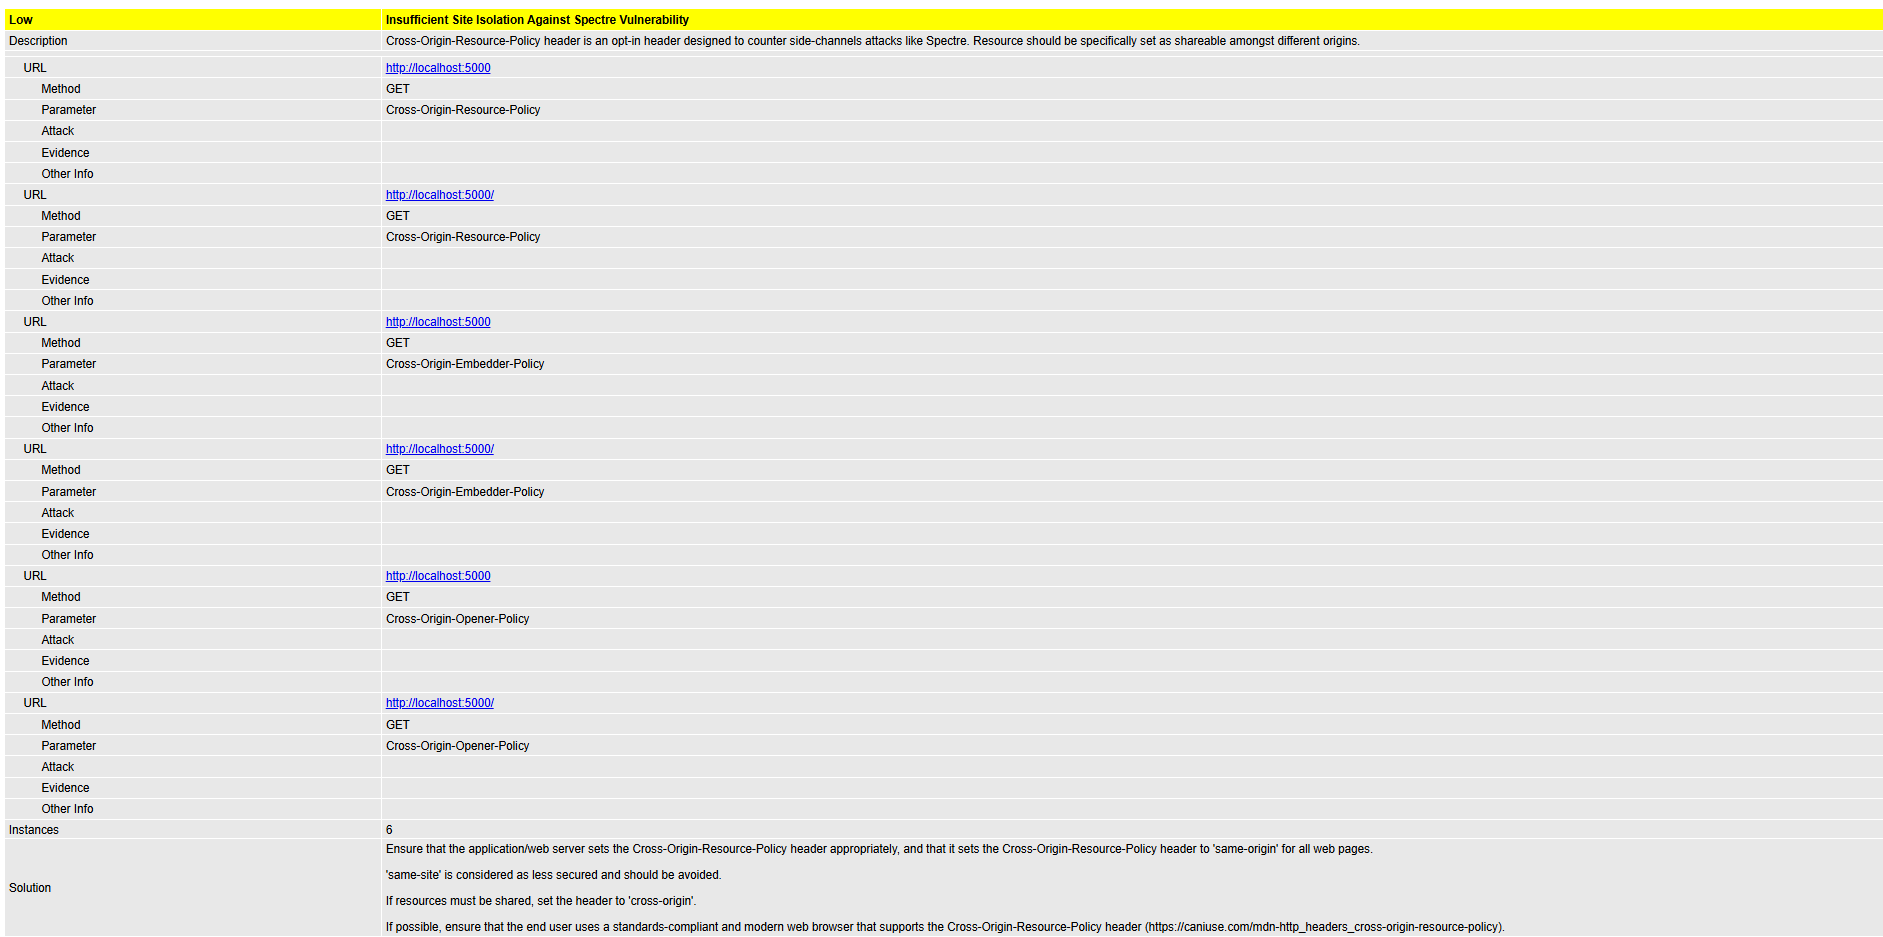 Low Insufficient Site Isolation Against Spectre Vulnerability
Description Cross-Origin-Resource-Policy header is an opt-in header designed to counter side-channels attacks like Spectre. Resource should be specifically set as shareable amongst different origins.
URL http://localhost:5000
Method GET
Parameter Cross-Origin-Resource-Policy
Attack
Evidence
Other Info
URL http://localhost:5000/
Method GET
Parameter Cross-Origin-Resource-Policy
Attack
Evidence
Other Info
URL http://localhost:5000
Method GET
Parameter Cross-Origin-Embedder-Policy
Attack
Evidence
Other Info
URL http://localhost:5000/
Method GET
Parameter Cross-Origin-Embedder-Policy
Attack
Evidence
Other Info
URL http://localhost:5000
Method GET
Parameter Cross-Origin-Opener-Policy
Attack
Evidence
Other Info
URL http://localhost:5000/
Method GET
Parameter Cross-Origin-Opener-Policy
Attack
Evidence
Other Info
Instances 6
Solution
Ensure that the application/web server sets the Cross-Origin-Resource-Policy header appropriately, and that it sets the Cross-Origin-Resource-Policy header to 'same-origin' for all web pages.
'same-site' is considered as less secured and should be avoided.
If resources must be shared, set the header to 'cross-origin'.
If possible, ensure that the end user uses a standards-compliant and modern web browser that supports the Cross-Origin-Resource-Policy header (https://caniuse.com/mdn-http_headers_cross-origin-resource-policy).